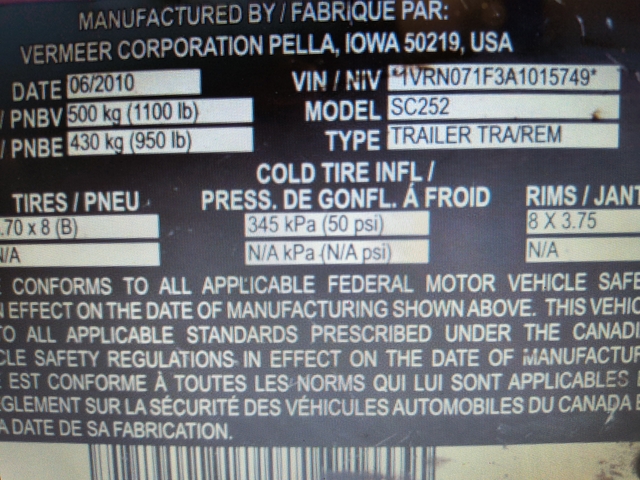 MANUFACTURED BY / FABRIQUE PAR:
VERMEER CORPORATION PELLA, IOWA 50219, USA
DATE 06/2010 VIN / NIV *1VRN071F3A1015749*
/ PNBV 500 kg (1100 lb) MODEL SC252
/ PNBE 430 kg (950 lb) TYPE TRAILER TRA/REM
COLD TIRE INFL /
TIRES / PNEU PRESS. DE GONFL. Á FROID RIMS / JANT
.70 x 8 (B) 345 kPa (50 psi) 8 X 3.75
N/A N/A kPa (N/A psi) N/A
CONFORMS TO ALL APPLICABLE FEDERAL MOTOR VEHICLE SAFE
N EFFECT ON THE DATE OF MANUFACTURING SHOWN ABOVE. THIS VEHIC
TO ALL APPLICABLE STANDARDS PRESCRIBED UNDER THE CANADI
CLE SAFETY REGULATIONS IN EFFECT ON THE DATE OF MANUFACTUR
EST CONFORME À TOUTES LES NORMS QUI LUI SONT APPLICABLES
ÈGLEMENT SUR LA SÉCURITÉ DES VÉHICULES AUTOMOBILES DU CANADA E
A DATE DE SA FABRICATION.